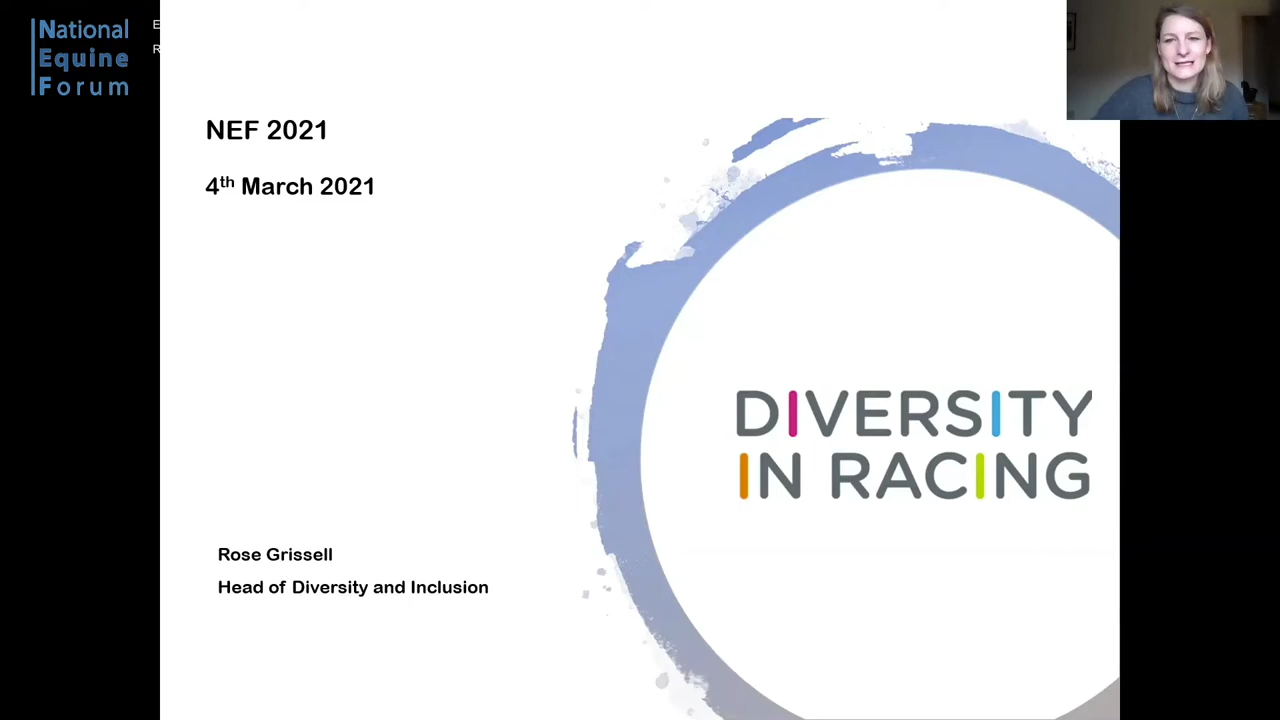 National
Equine
Forum
E
R
NEF 2021
4th March 2021
DIVERSITY
IN RACING
Rose Grissell
Head of Diversity and Inclusion